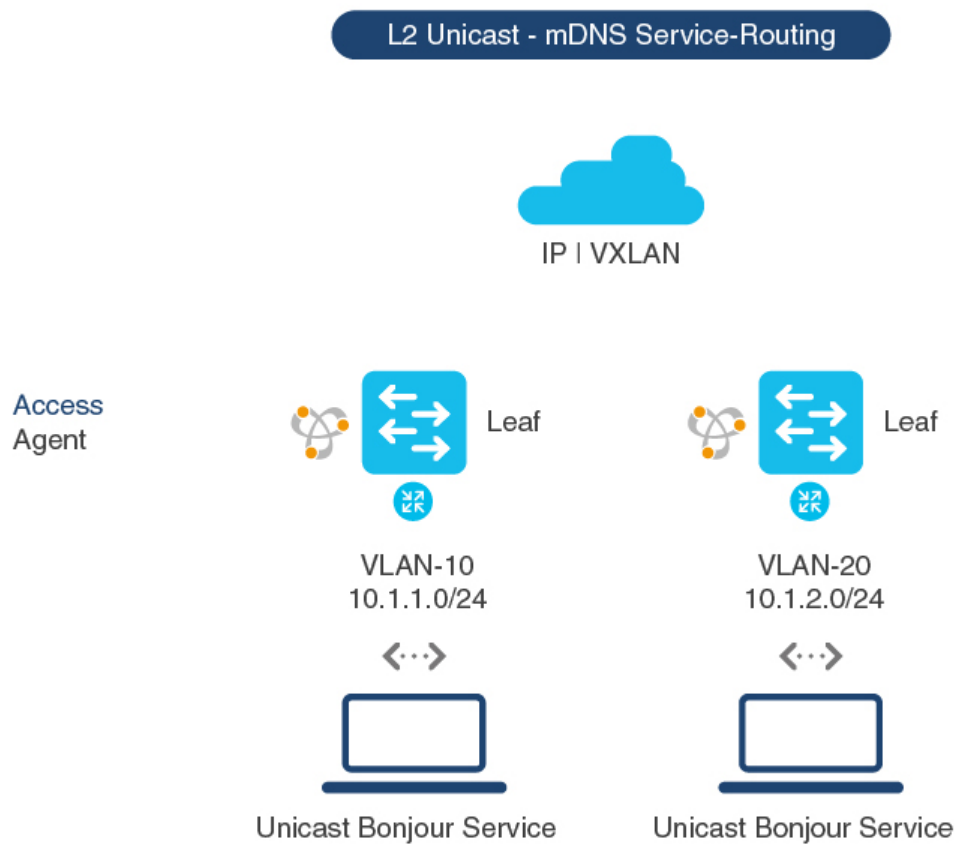 L2 Unicast - mDNS Service-Routing
IP | VXLAN
Access
Agent
Leaf
Leaf
VLAN-10
10.1.1.0/24
VLAN-20
10.1.2.0/24
Unicast Bonjour Service
Unicast Bonjour Service